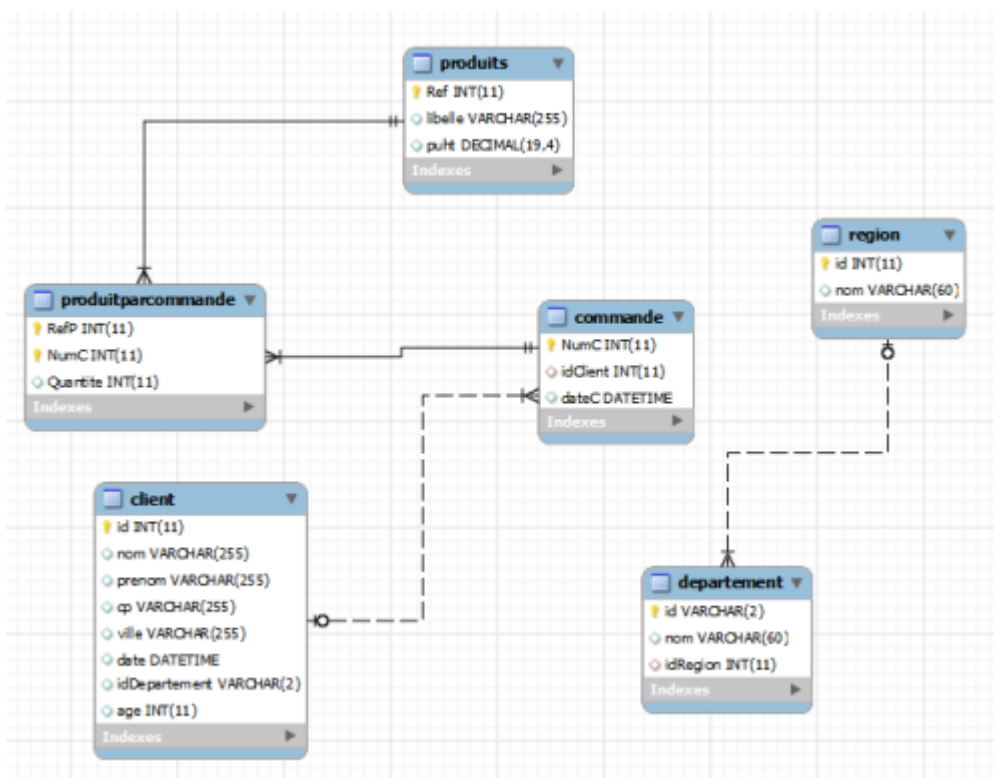 produits
Ref INT(11)
libelle VARCHAR(255)
puht DECIMAL(19,4)
Indexes
region
id INT(11)
nom VARCHAR(60)
Indexes
produitparcommande
RefP INT(11)
NumC INT(11)
Quantite INT(11)
Indexes
commande
NumC INT(11)
idClient INT(11)
dateC DATETIME
Indexes
client
id INT(11)
nom VARCHAR(255)
prenom VARCHAR(255)
cp VARCHAR(255)
ville VARCHAR(255)
date DATETIME
idDepartement VARCHAR(2)
age INT(11)
Indexes
departement
id VARCHAR(2)
nom VARCHAR(60)
idRegion INT(11)
Indexes